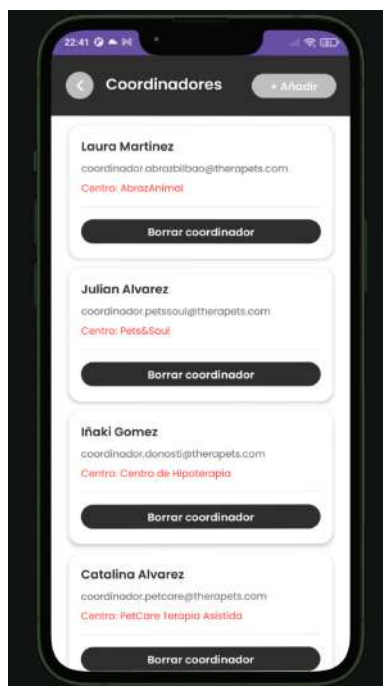 22:41
Coordinadores
+ Añadir
Laura Martinez
coordinador.abrazbilbao@therapets.com
Centro: AbrazAnimal
Borrar coordinador
Julian Alvarez
coordinador.petssoul@therapets.com
Centro: Pets&Soul
Borrar coordinador
Iñaki Gomez
coordinador.donosti@therapets.com
Centro: Centro de Hipoterapia
Borrar coordinador
Catalina Alvarez
coordinador.petcare@therapets.com
Centro: PetCare Terapia Asistida
Borrar coordinador